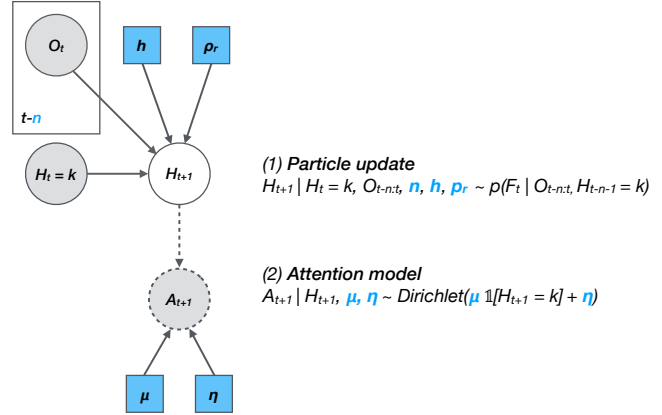 Oₜ
h
ρᵣ
t-n
Hₜ = k
Hₜ₊₁
(1) Particle update
Hₜ₊₁ | Hₜ = k, Oₜ₋ₙ:ₜ, n, h, pᵣ ~ p(Fₜ | Oₜ₋ₙ:ₜ, Hₜ₋ₙ₋₁ = k)
(2) Attention model
Aₜ₊₁ | Hₜ₊₁, μ, η ~ Dirichlet(μ 𝟙[Hₜ₊₁ = k] + η)
Aₜ₊₁
μ
η